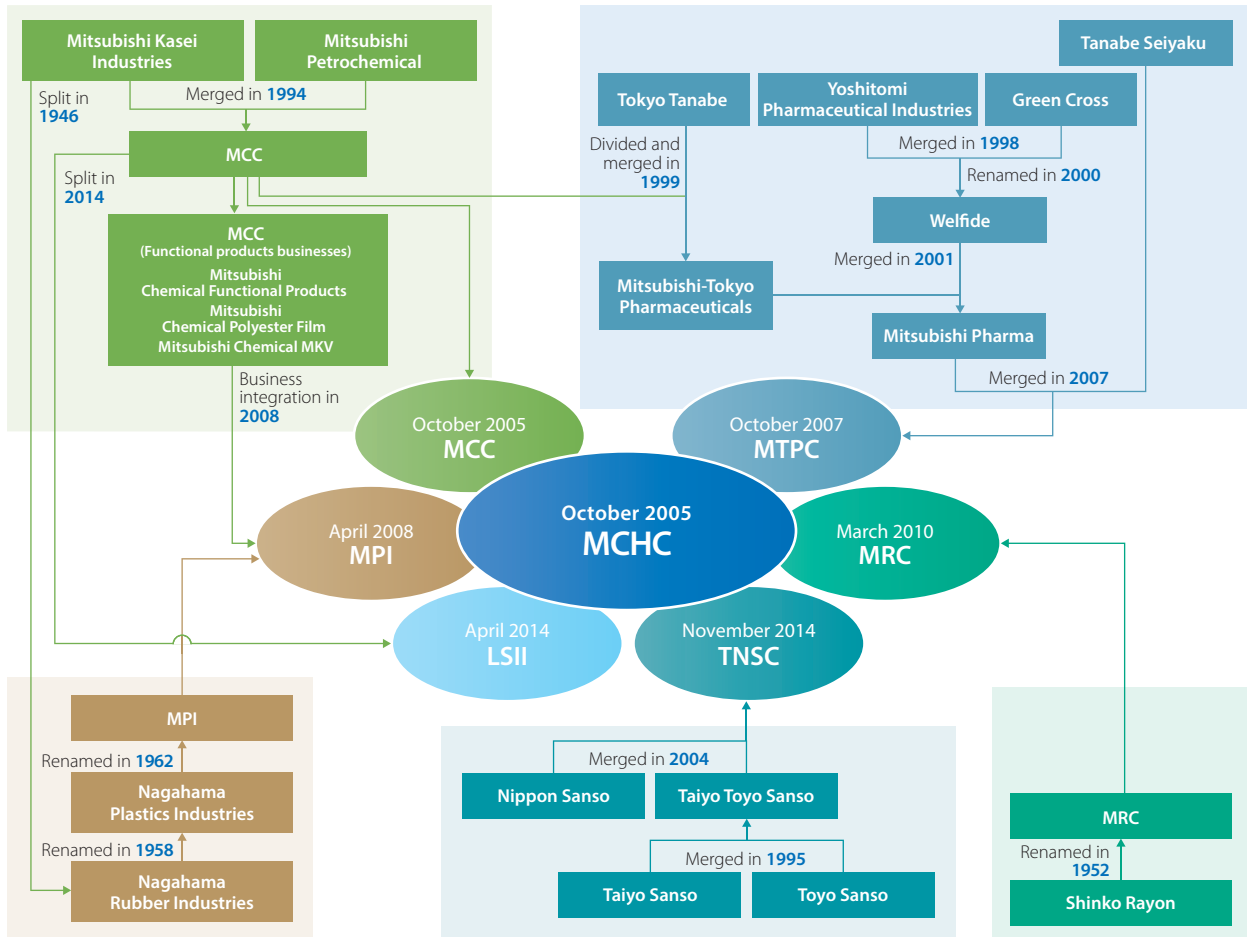 Mitsubishi Kasei
Industries
Mitsubishi
Petrochemical
Split in
1946
Merged in 1994
MCC
Split in
2014
MCC
(Functional products businesses)
Mitsubishi
Chemical Functional Products
Mitsubishi
Chemical Polyester Film
Mitsubishi Chemical MKV
Business
integration in
2008
Tanabe Seiyaku
Tokyo Tanabe
Yoshitomi
Pharmaceutical Industries
Green Cross
Divided and
merged in
1999
Merged in 1998
Renamed in 2000
Welfide
Merged in 2001
Mitsubishi-Tokyo
Pharmaceuticals
Mitsubishi Pharma
Merged in 2007
October 2005
MCC
October 2007
MTPC
October 2005
MCHC
April 2008
MPI
March 2010
MRC
April 2014
LSII
November 2014
TNSC
MPI
Renamed in 1962
Nagahama
Plastics Industries
Renamed in 1958
Nagahama
Rubber Industries
Merged in 2004
Nippon Sanso
Taiyo Toyo Sanso
Merged in 1995
Taiyo Sanso
Toyo Sanso
MRC
Renamed in
1952
Shinko Rayon